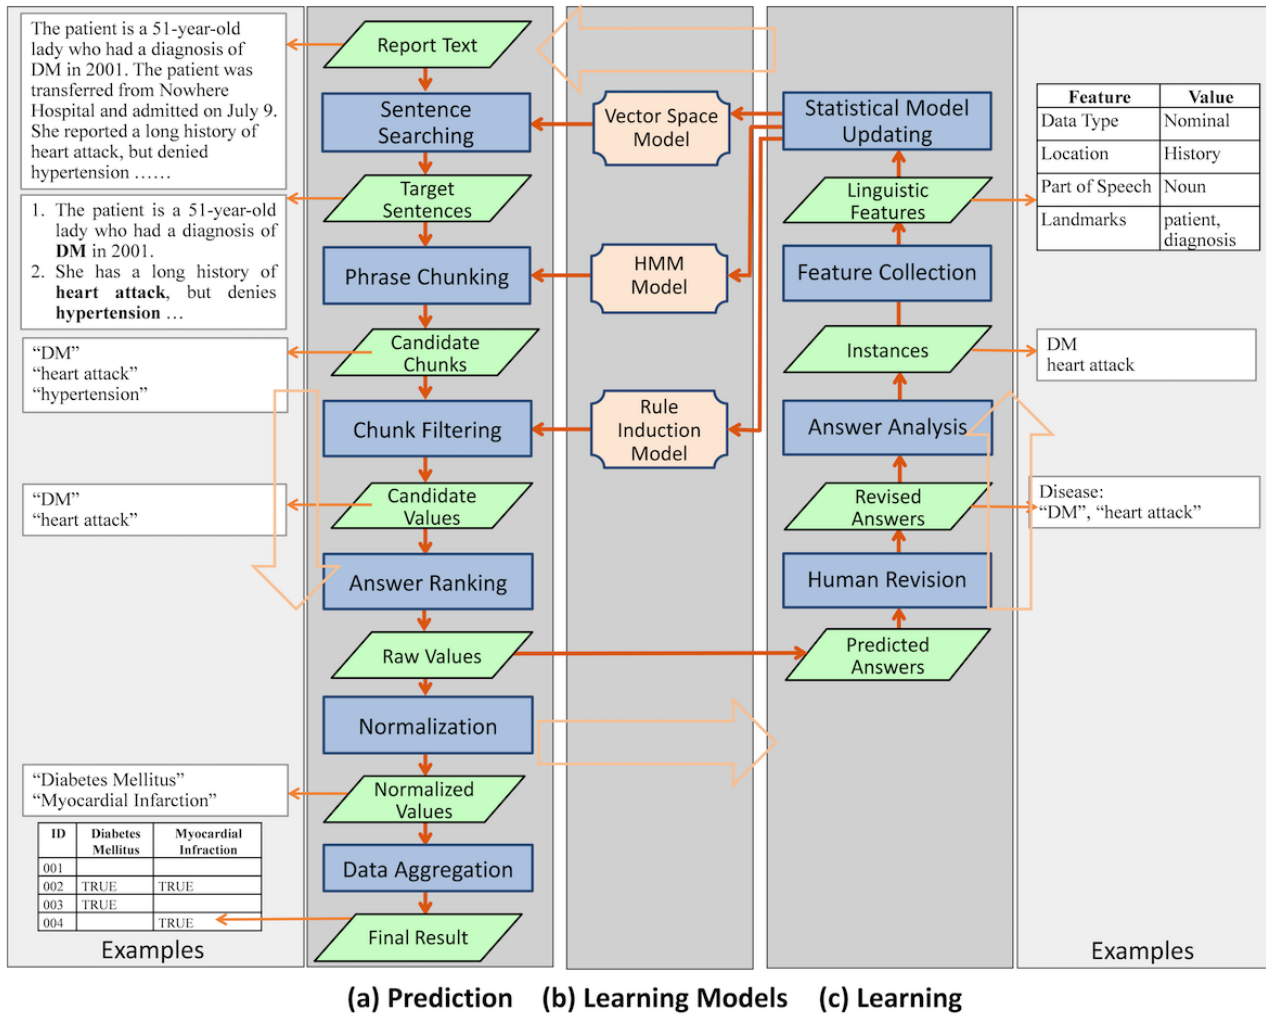 The patient is a 51-year-old
lady who had a diagnosis of
DM in 2001. The patient was
transferred from Nowhere
Hospital and admitted on July 9.
She reported a long history of
heart attack, but denied
hypertension ……
1. The patient is a 51-year-old
lady who had a diagnosis of
DM in 2001.
2. She has a long history of
heart attack, but denies
hypertension …
“DM”
“heart attack”
“hypertension”
“DM”
“heart attack”
“Diabetes Mellitus”
“Myocardial Infarction”
ID Diabetes Mellitus Myocardial Infraction
001
002 TRUE TRUE
003 TRUE
004 TRUE
Examples
Report Text
Sentence
Searching
Target
Sentences
Phrase Chunking
Candidate
Chunks
Chunk Filtering
Candidate
Values
Answer Ranking
Raw Values
Normalization
Normalized
Values
Data Aggregation
Final Result
Vector Space
Model
HMM
Model
Rule
Induction
Model
Statistical Model
Updating
Linguistic
Features
Feature Collection
Instances
Answer Analysis
Revised
Answers
Human Revision
Predicted
Answers
Feature Value
Data Type Nominal
Location History
Part of Speech Noun
Landmarks patient,
diagnosis
DM
heart attack
Disease:
“DM”, “heart attack”
Examples
(a) Prediction (b) Learning Models (c) Learning